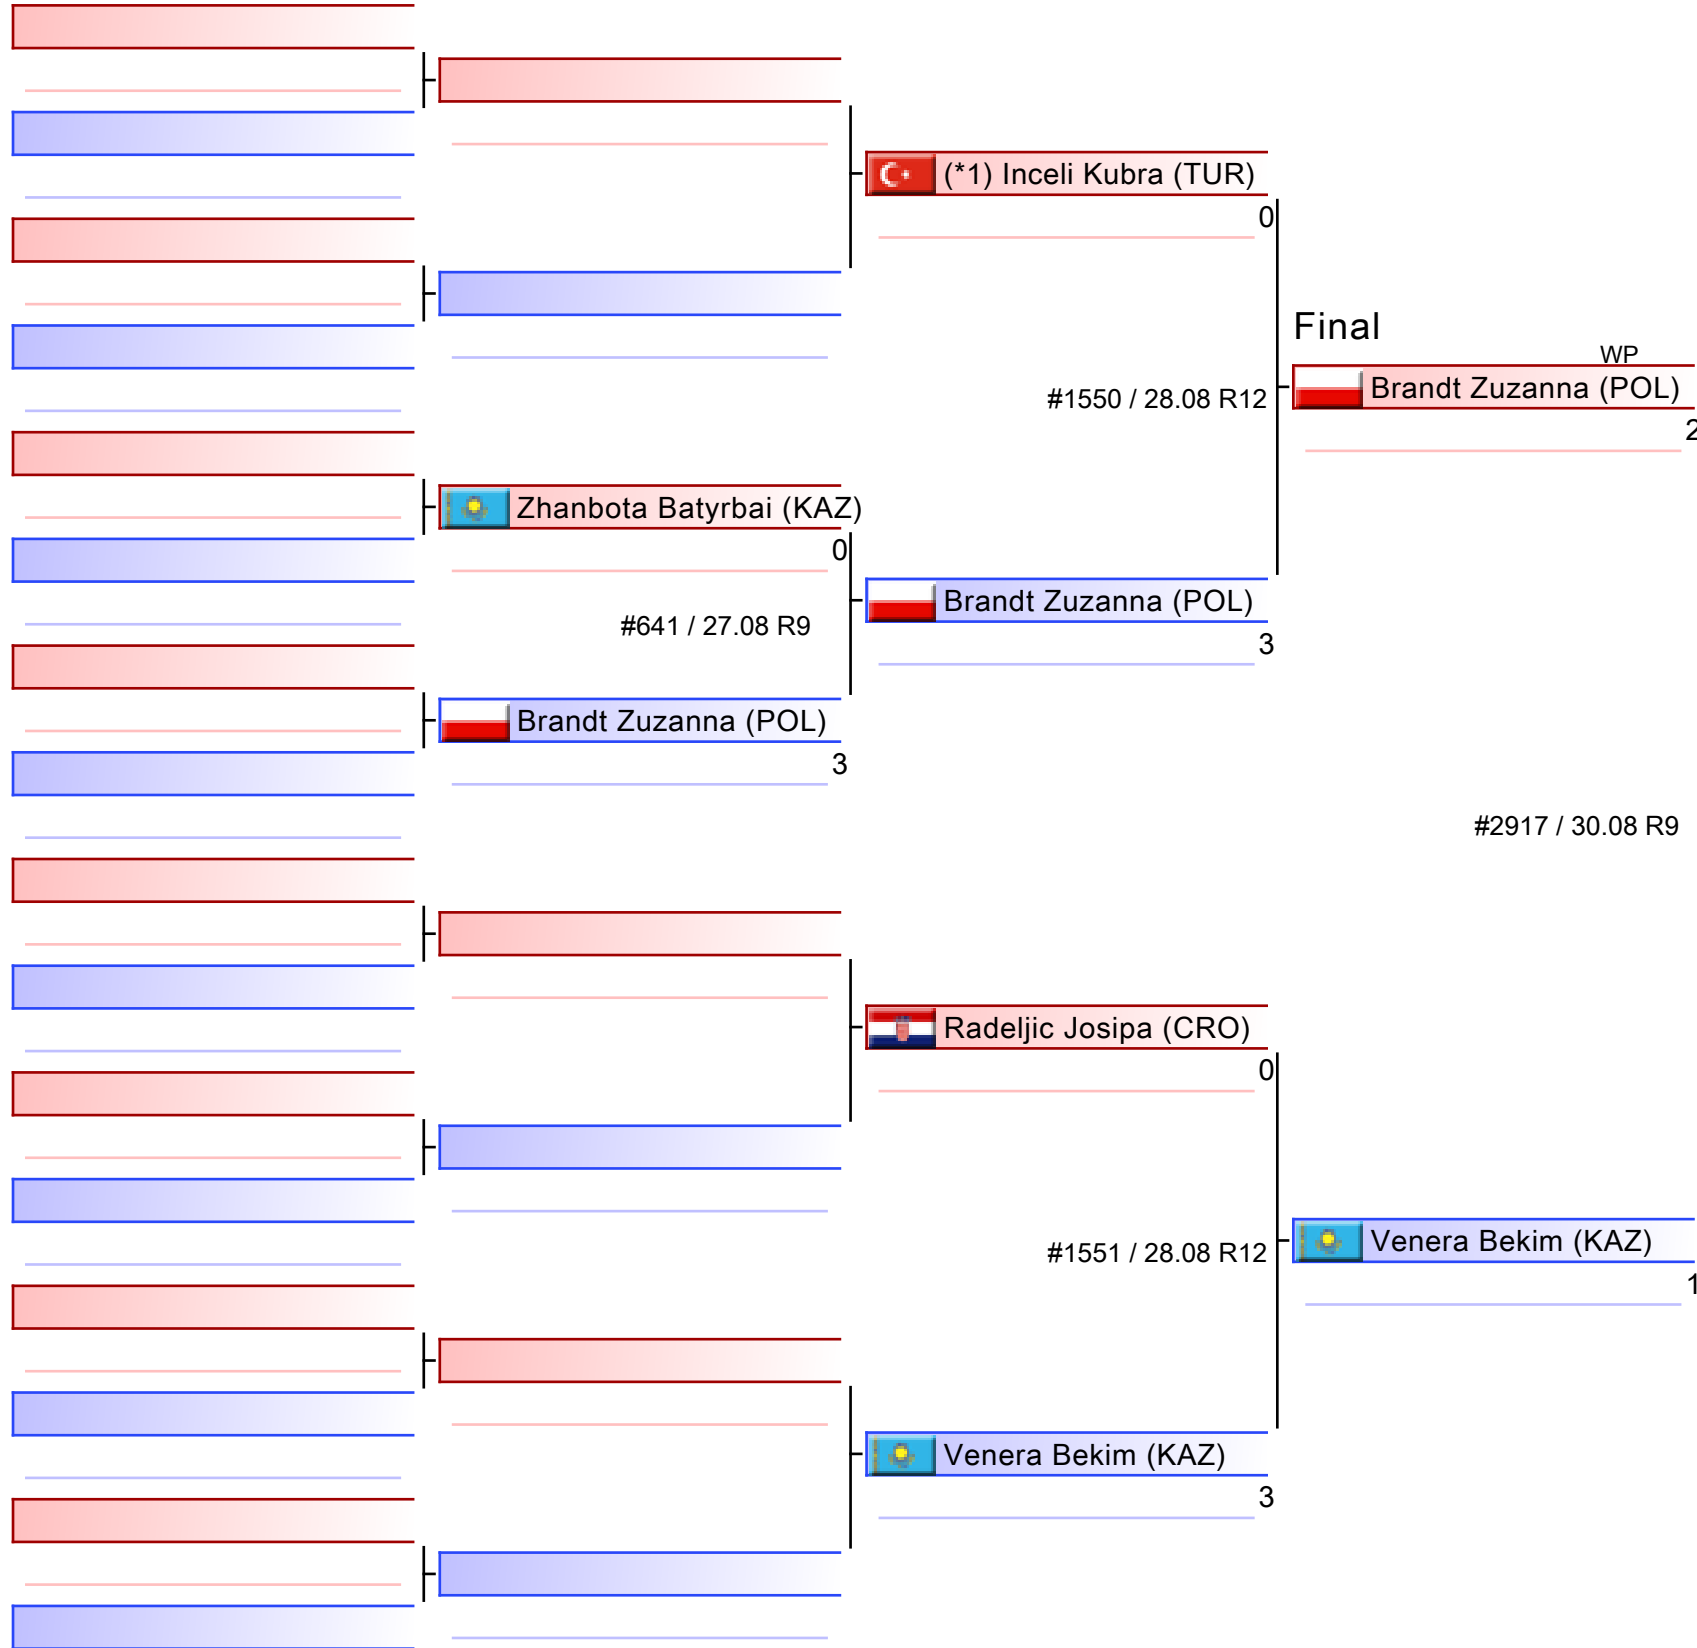 (*1) Inceli Kubra (TUR)
0
Final
WP
#1550 / 28.08 R12
Brandt Zuzanna (POL)
2
Zhanbota Batyrbai (KAZ)
0
#641 / 27.08 R9
Brandt Zuzanna (POL)
3
Brandt Zuzanna (POL)
3
#2917 / 30.08 R9
Radeljic Josipa (CRO)
0
#1551 / 28.08 R12
Venera Bekim (KAZ)
1
Venera Bekim (KAZ)
3